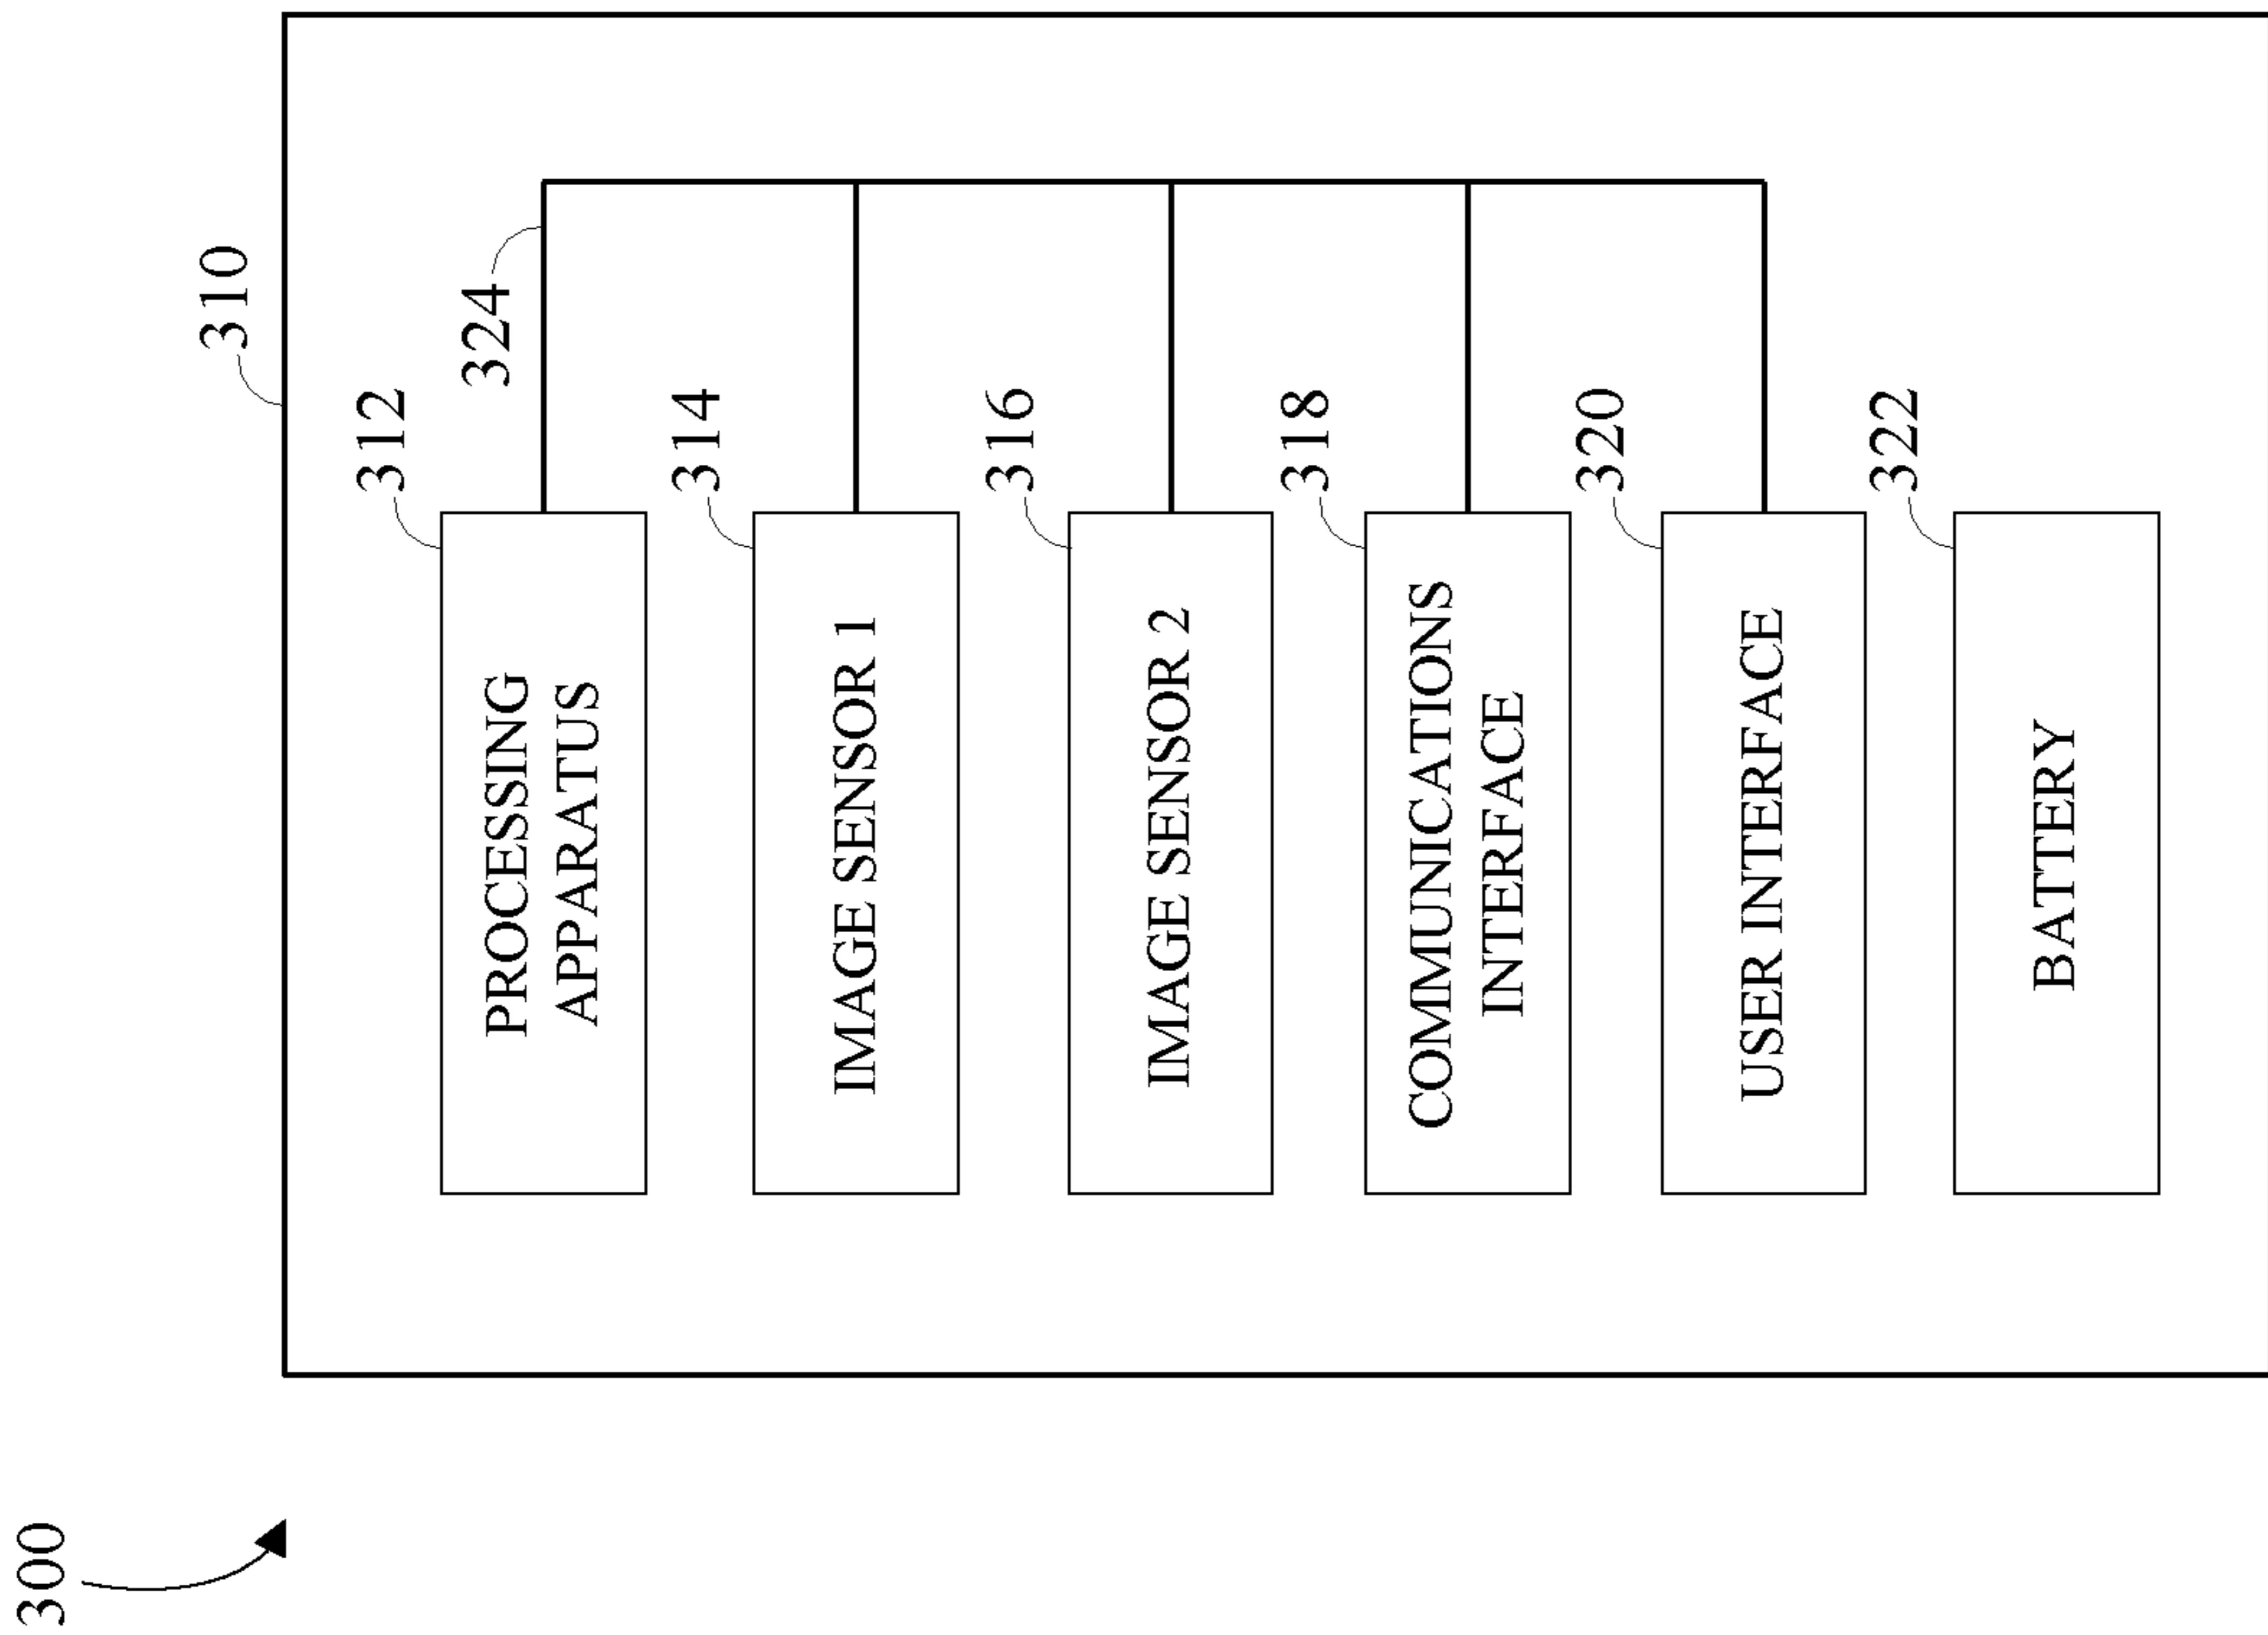 300
310
324
312
PROCESSING
APPARATUS
314
IMAGE SENSOR 1
316
IMAGE SENSOR 2
318
COMMUNICATIONS
INTERFACE
320
USER INTERFACE
322
BATTERY